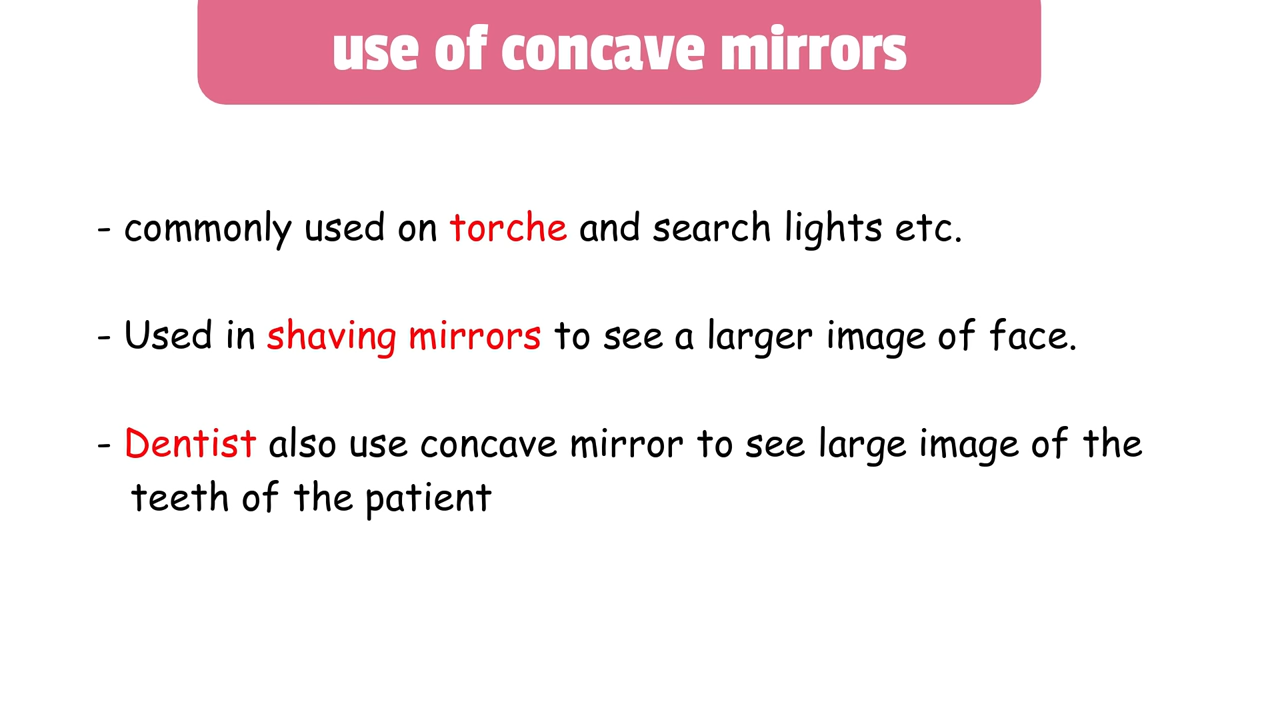 use of concave mirrors
- commonly used on torche and search lights etc.
- Used in shaving mirrors to see a larger image of face.
- Dentist also use concave mirror to see large image of the
teeth of the patient